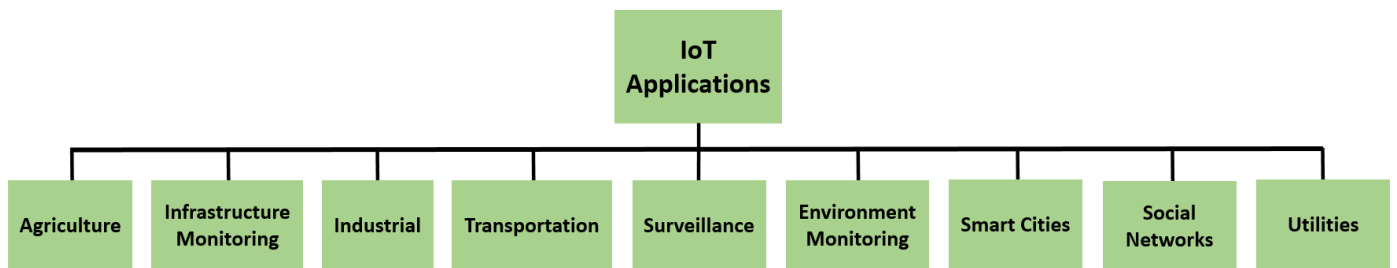 IoT
Applications
Agriculture
Infrastructure
Monitoring
Industrial
Transportation
Surveillance
Environment
Monitoring
Smart Cities
Social
Networks
Utilities